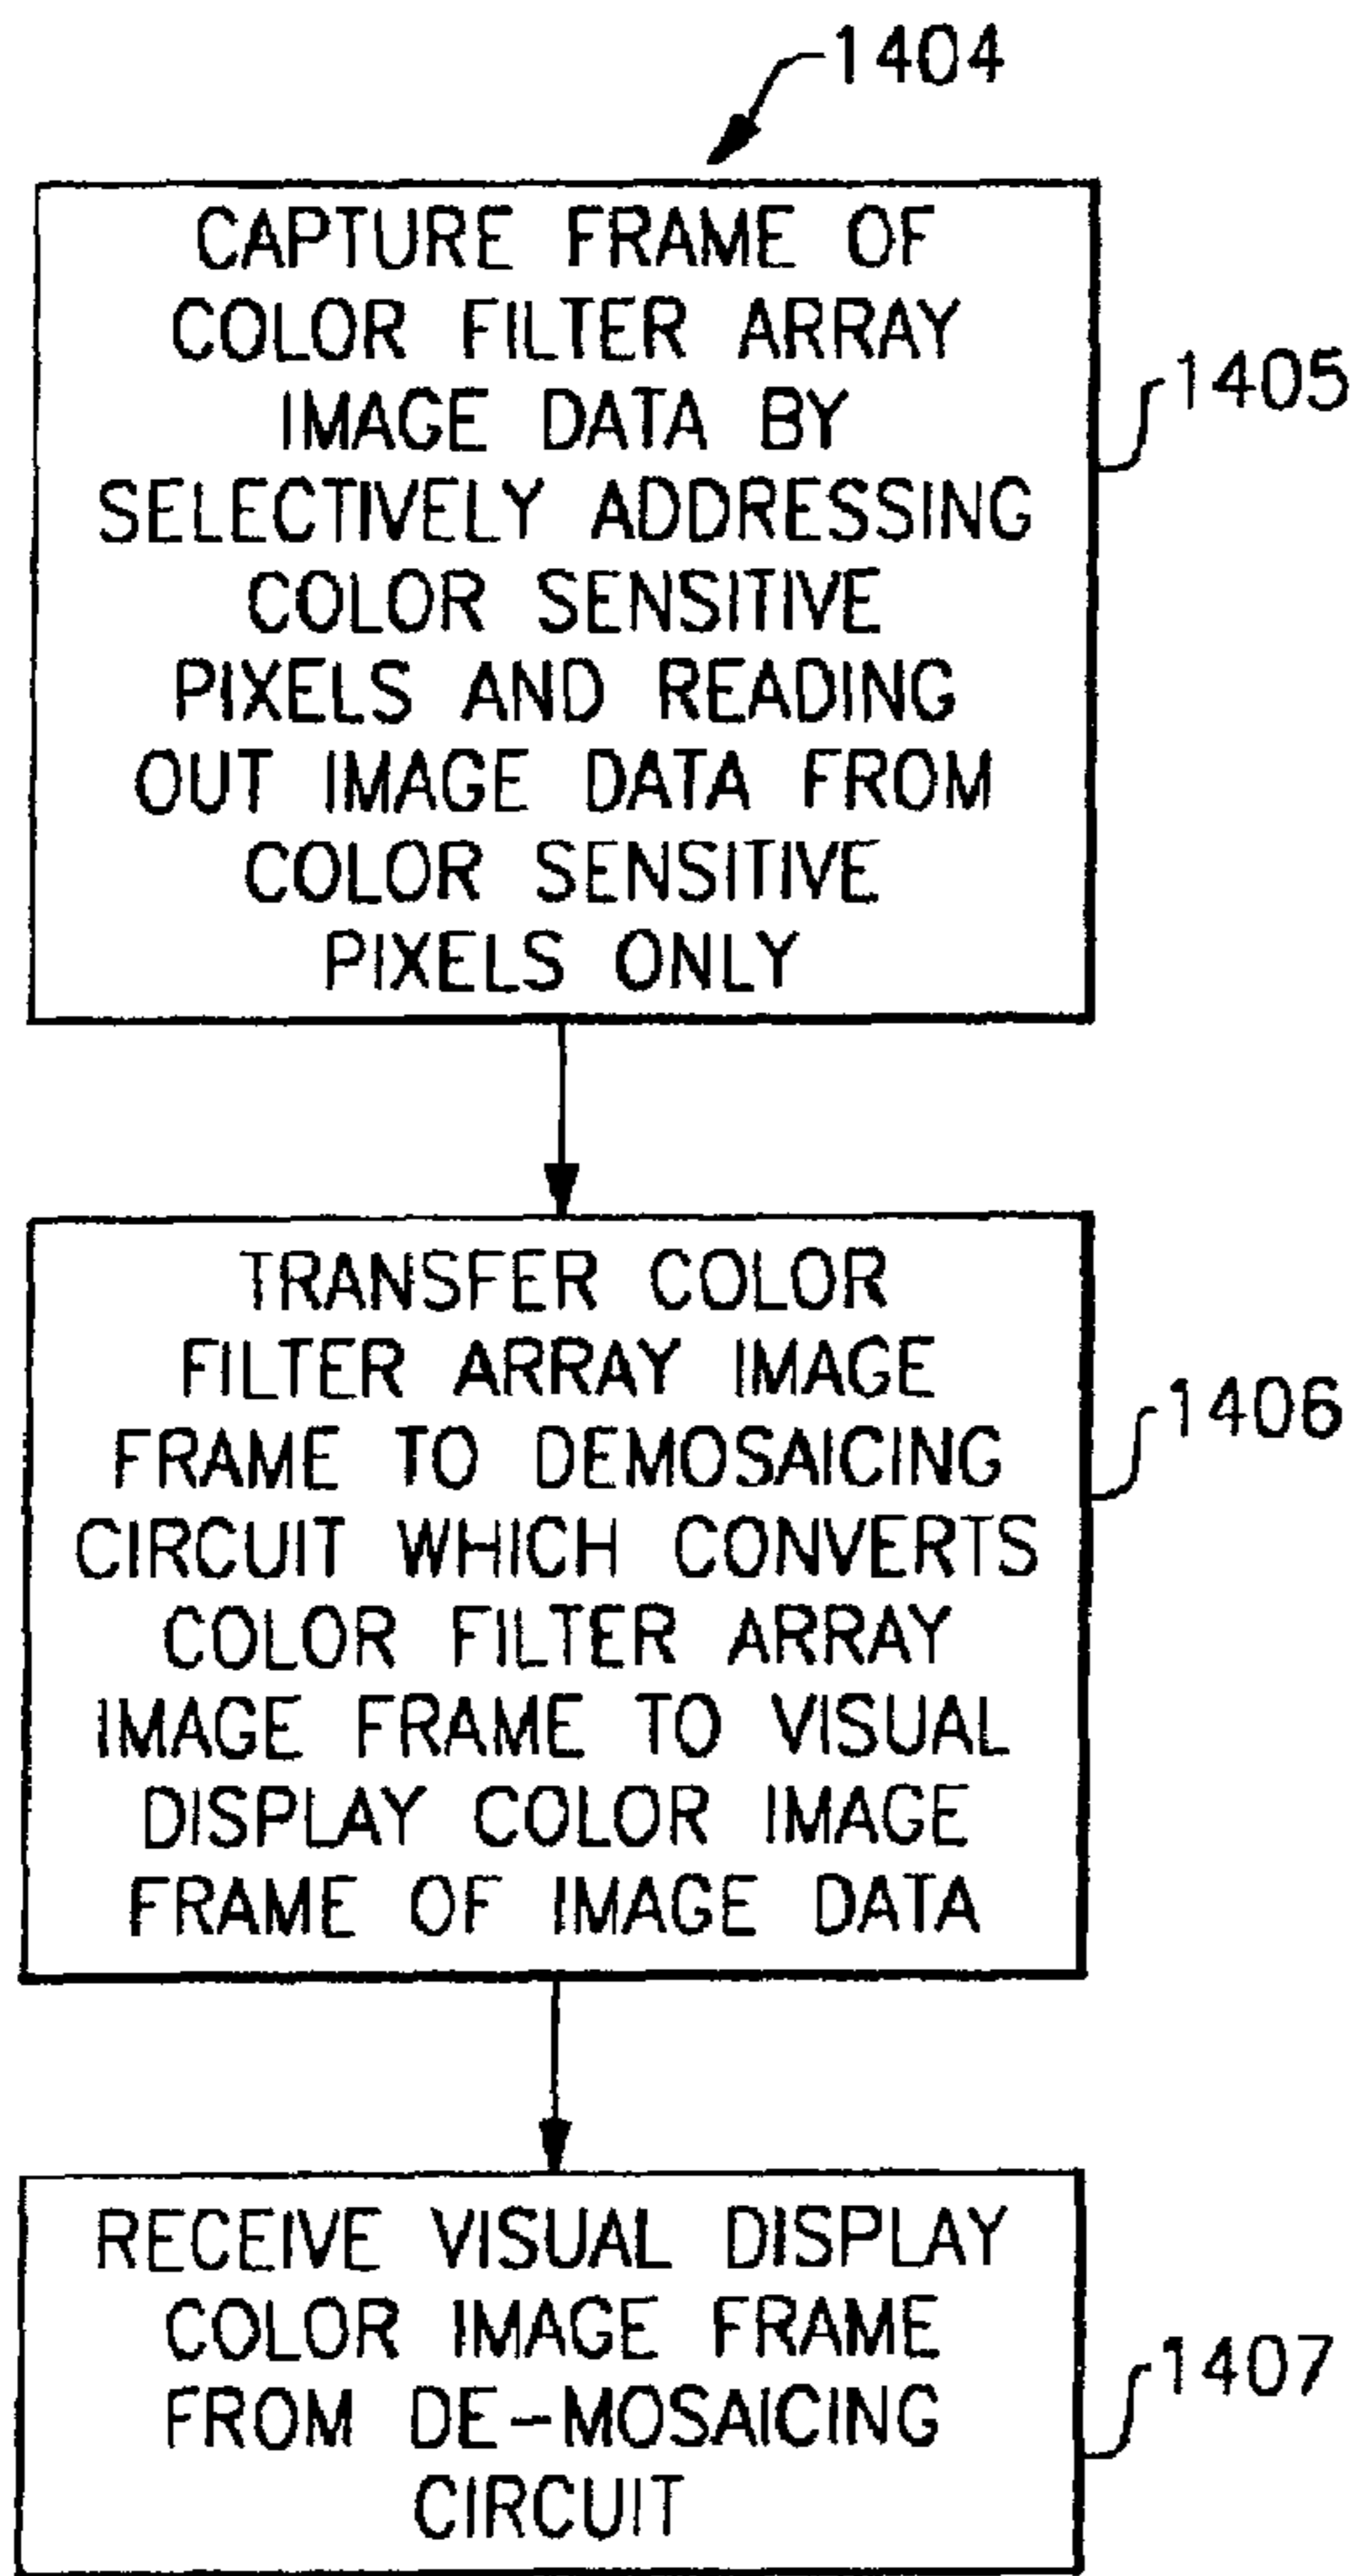 1404
CAPTURE FRAME OF
COLOR FILTER ARRAY
IMAGE DATA BY
SELECTIVELY ADDRESSING
COLOR SENSITIVE
PIXELS AND READING
OUT IMAGE DATA FROM
COLOR SENSITIVE
PIXELS ONLY
1405
TRANSFER COLOR
FILTER ARRAY IMAGE
FRAME TO DEMOSAICING
CIRCUIT WHICH CONVERTS
COLOR FILTER ARRAY
IMAGE FRAME TO VISUAL
DISPLAY COLOR IMAGE
FRAME OF IMAGE DATA
1406
RECEIVE VISUAL DISPLAY
COLOR IMAGE FRAME
FROM DE-MOSAICING
CIRCUIT
1407